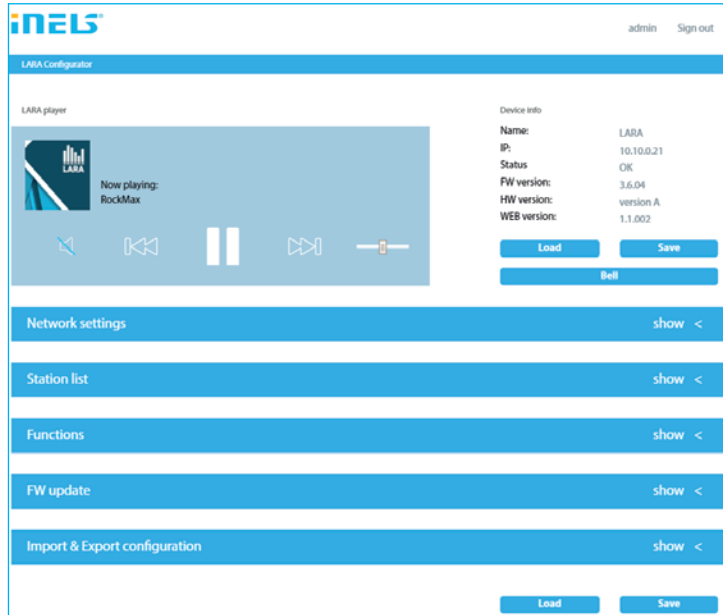 iNELS
admin Sign out
LARA Configurator
LARA player
Device info
LARA
Now playing:
RockMax
Name: LARA
IP: 10.10.0.21
Status OK
FW version: 3.6.04
HW version: version A
WEB version: 1.1.002
Load Save
Bell
Network settings show <
Station list show <
Functions show <
FW update show <
Import & Export configuration show <
Load Save